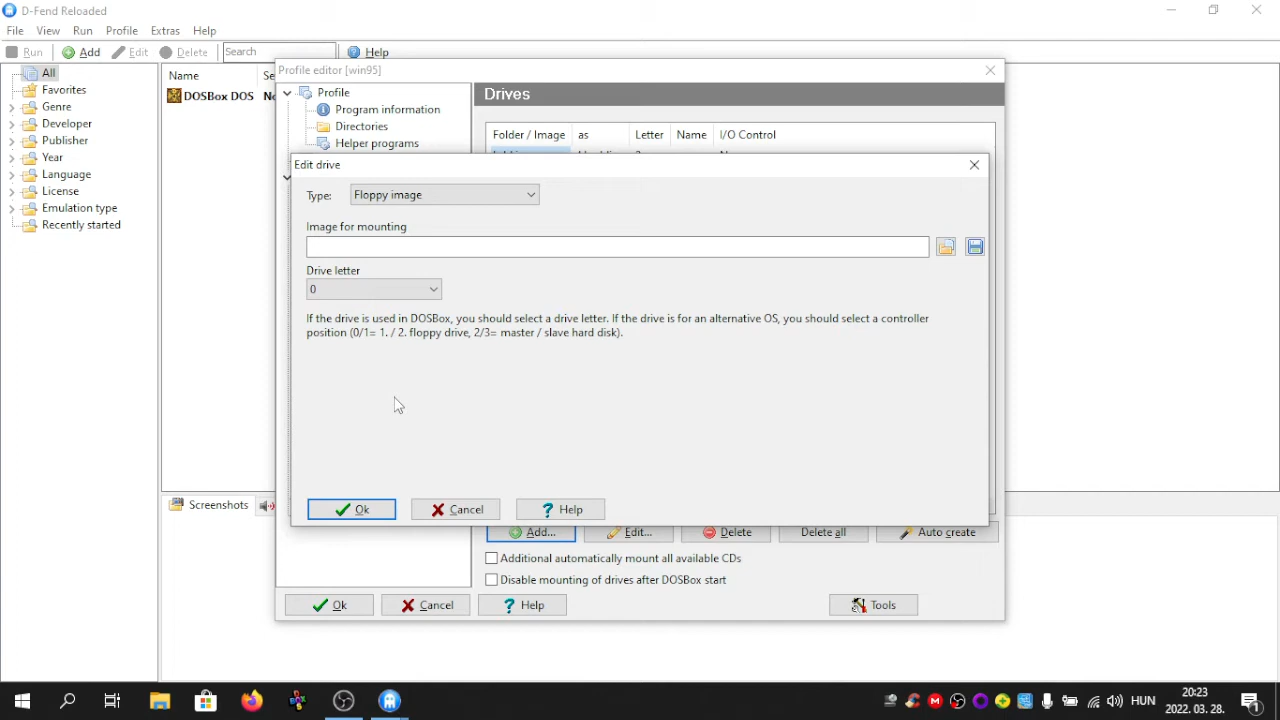 D-Fend Reloaded
File View Run Profile Extras Help
Run Add Edit Delete Search Help
All
Favorites
Genre
Developer
Publisher
Year
Language
License
Emulation type
Recently started
Name Se
DOSBox DOS No
Profile editor [win95]
Profile
Program information
Directories
Helper programs
Drives
Folder / Image as Letter Name I/O Control
Edit drive
Type: Floppy image
Image for mounting
Drive letter
0
If the drive is used in DOSBox, you should select a drive letter. If the drive is for an alternative OS, you should select a controller
position (0/1= 1. / 2. floppy drive, 2/3= master / slave hard disk).
Ok Cancel Help
Add... Edit... Delete Delete all Auto create
Additional automatically mount all available CDs
Disable mounting of drives after DOSBox start
Ok Cancel Help Tools
Screenshots
HUN
20:23
2022. 03. 28.
1